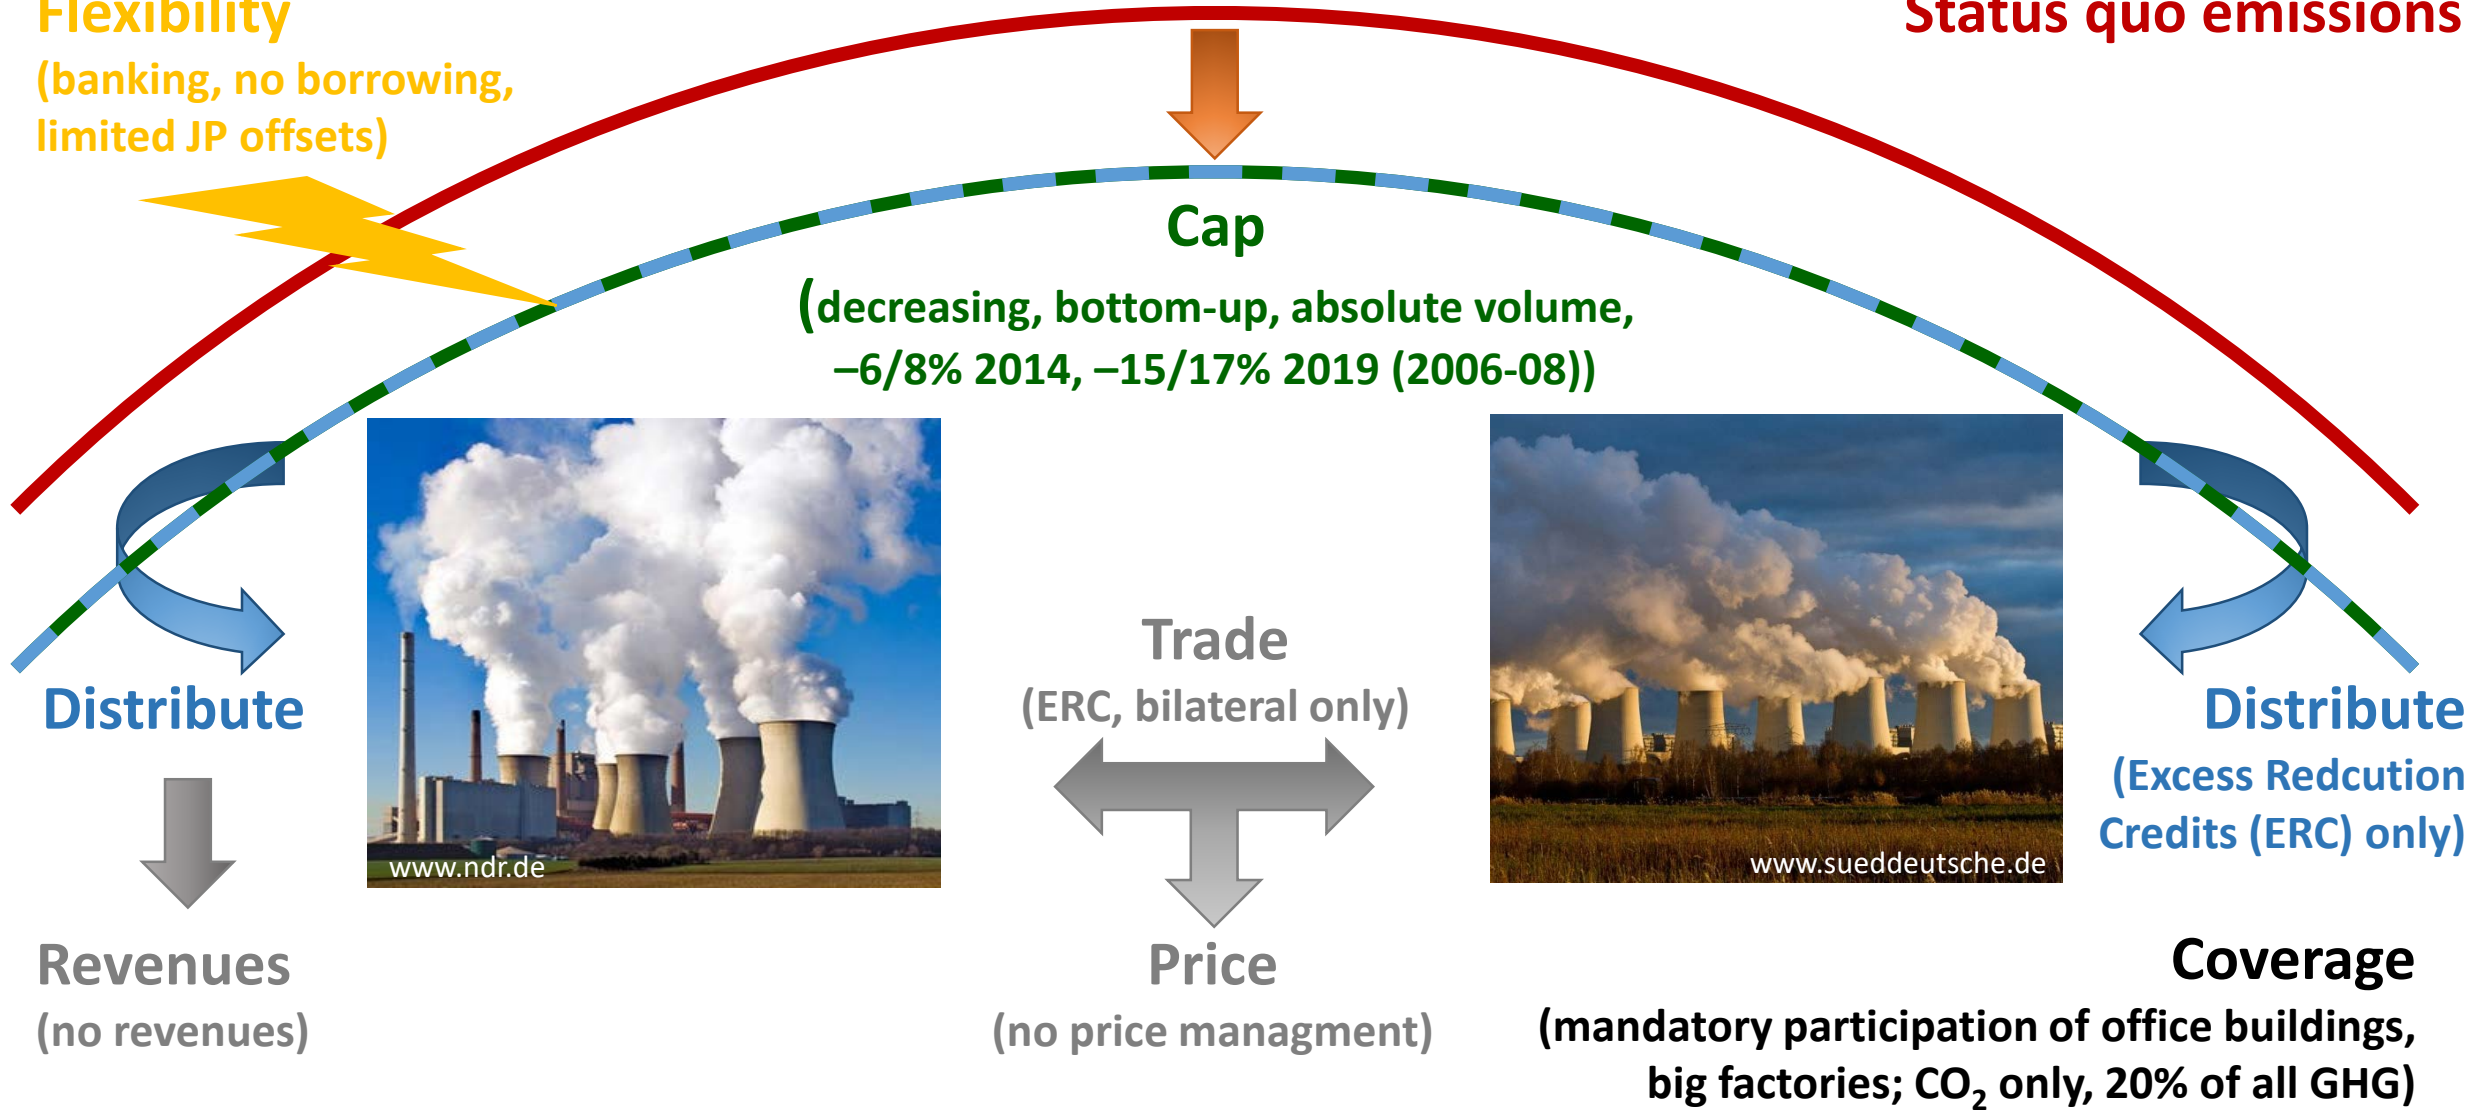 Flexibility
(banking, no borrowing,
limited JP offsets)
Status quo emissions
Cap
(decreasing, bottom-up, absolute volume,
–6/8% 2014, –15/17% 2019 (2006-08))
Distribute
Revenues
(no revenues)
www.ndr.de
Trade
(ERC, bilateral only)
Price
(no price managment)
www.sueddeutsche.de
Distribute
(Excess Redcution
Credits (ERC) only)
Coverage
(mandatory participation of office buildings,
big factories; CO₂ only, 20% of all GHG)